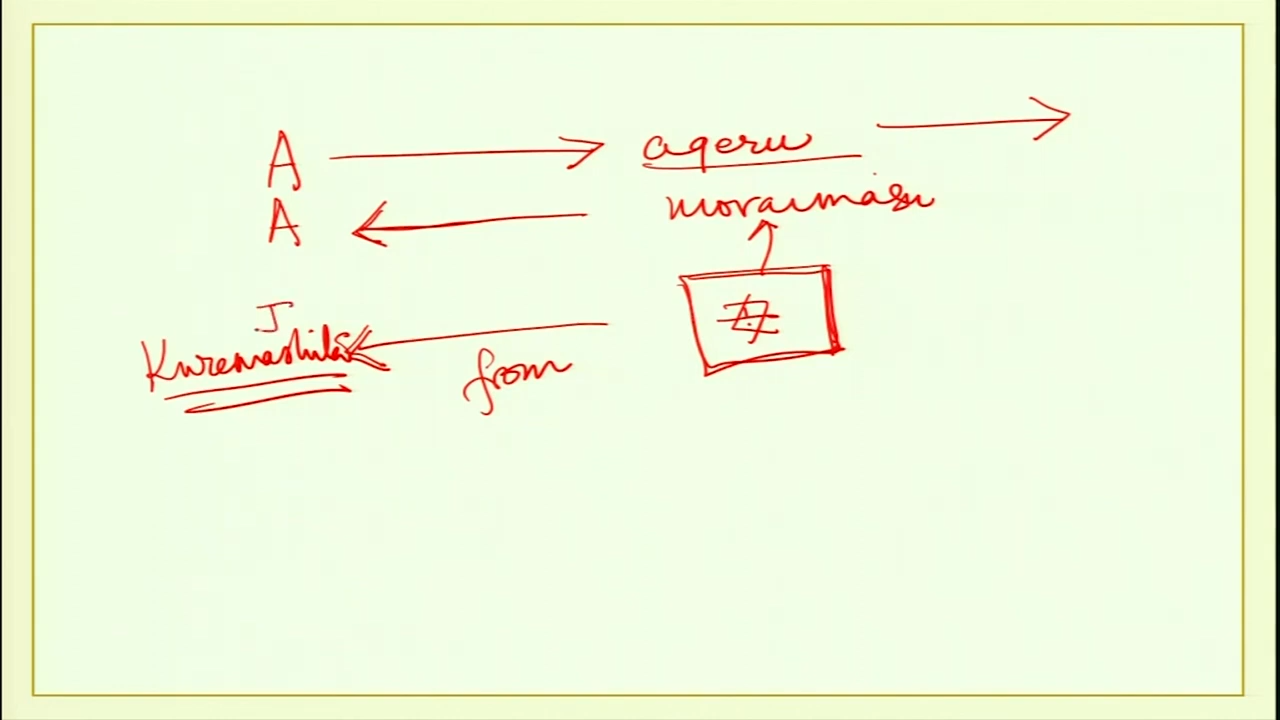 A → ageru →
A ← moraimasu
J
Kuremashita ← from